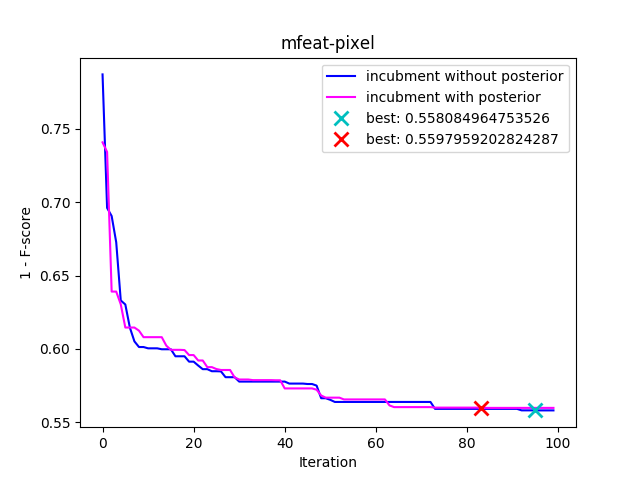 mfeat-pixel
incubment without posterior
incubment with posterior
best: 0.558084964753526
best: 0.5597959202824287
1 - F-score
0.75
0.70
0.65
0.60
0.55
0 20 40 60 80 100
Iteration